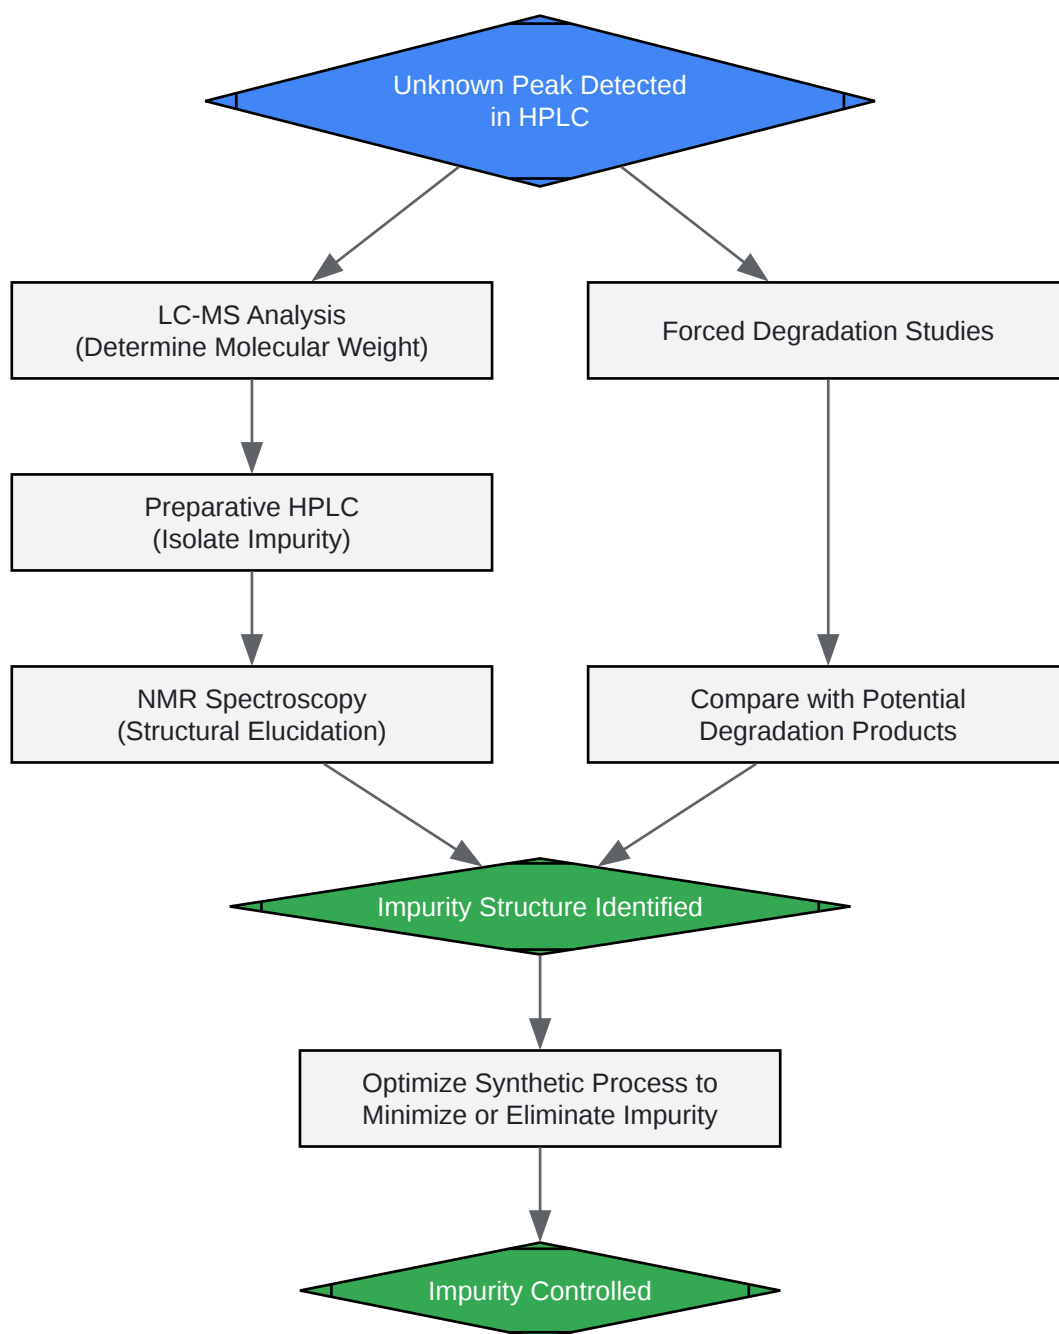 Unknown Peak Detected
in HPLC
LC-MS Analysis
(Determine Molecular Weight)
Forced Degradation Studies
Preparative HPLC
(Isolate Impurity)
NMR Spectroscopy
(Structural Elucidation)
Compare with Potential
Degradation Products
Impurity Structure Identified
Optimize Synthetic Process to
Minimize or Eliminate Impurity
Impurity Controlled